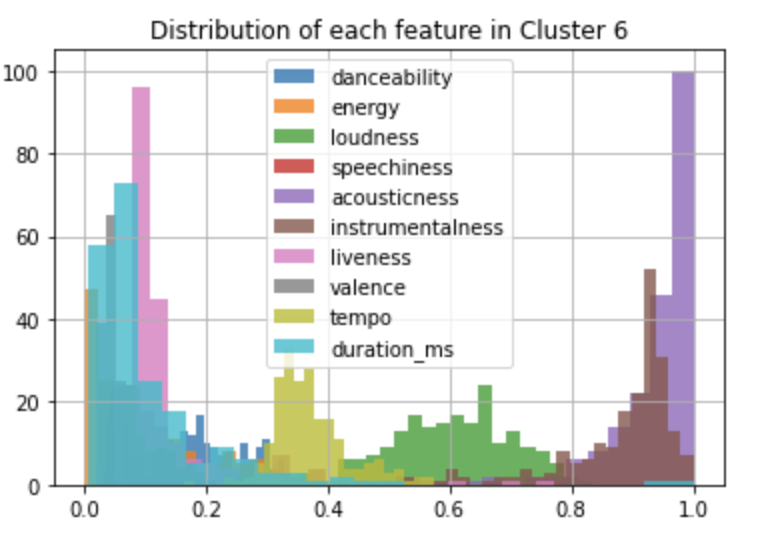 Distribution of each feature in Cluster 6
100
80
60
40
20
0
danceability
energy
loudness
speechiness
acousticness
instrumentalness
liveness
valence
tempo
duration_ms
0.0 0.2 0.4 0.6 0.8 1.0